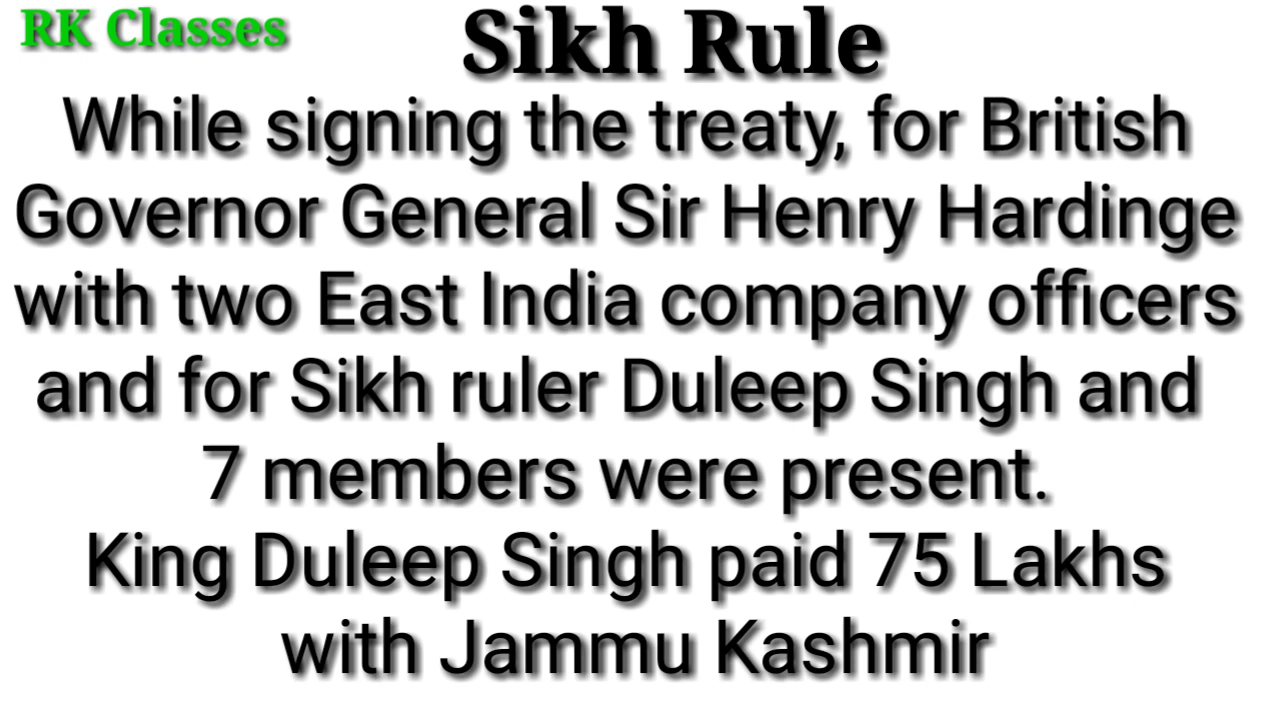 RK Classes
Sikh Rule
While signing the treaty, for British
Governor General Sir Henry Hardinge
with two East India company officers
and for Sikh ruler Duleep Singh and
7 members were present.
King Duleep Singh paid 75 Lakhs
with Jammu Kashmir